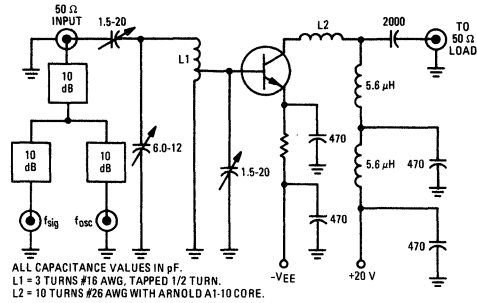 50 Ω
INPUT
1.5-20
L1
L2
2000
TO
50 Ω
LOAD
10
dB
5.6 μH
10
dB
10
dB
6.0-12
1.5-20
470
5.6 μH
470
470
470
fsig
fosc
-VEE
+20 V
ALL CAPACITANCE VALUES IN pF.
L1 = 3 TURNS #16 AWG, TAPPED 1/2 TURN.
L2 = 10 TURNS #26 AWG WITH ARNOLD A1-10 CORE.